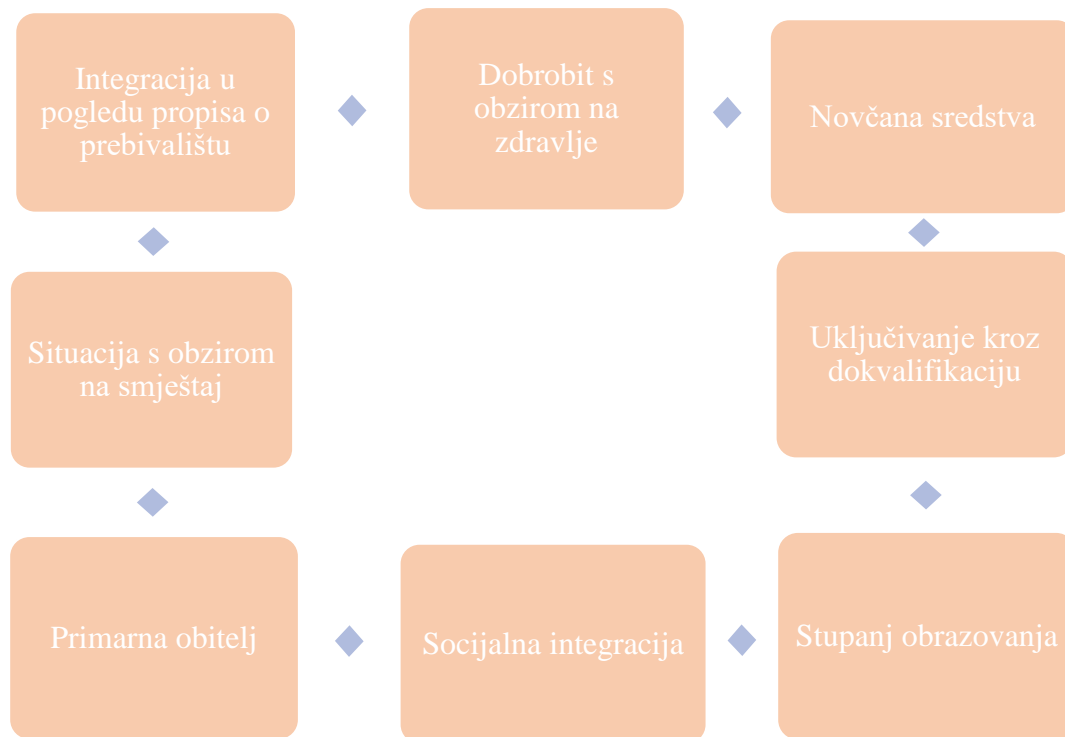 Integracija u
pogledu propisa o
prebivalištu
Dobrobit s
obzirom na
zdravlje
Novčana sredstva
Situacija s obzirom
na smještaj
Uključivanje kroz
dokvalifikaciju
Primarna obitelj
Socijalna integracija
Stupanj obrazovanja